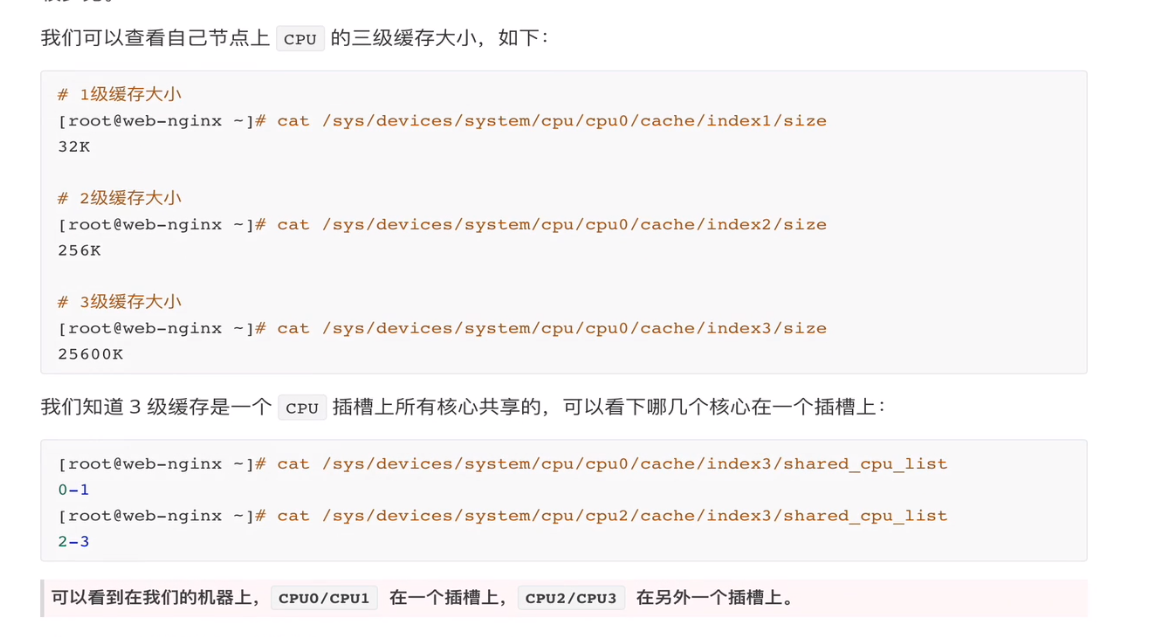 我们可以查看自己节点上 CPU 的三级缓存大小，如下：
# 1级缓存大小
[root@web-nginx ~]# cat /sys/devices/system/cpu/cpu0/cache/index1/size
32K
# 2级缓存大小
[root@web-nginx ~]# cat /sys/devices/system/cpu/cpu0/cache/index2/size
256K
# 3级缓存大小
[root@web-nginx ~]# cat /sys/devices/system/cpu/cpu0/cache/index3/size
25600K
我们知道 3 级缓存是一个 CPU 插槽上所有核心共享的，可以看下哪几个核心在一个插槽上：
[root@web-nginx ~]# cat /sys/devices/system/cpu/cpu0/cache/index3/shared_cpu_list
0-1
[root@web-nginx ~]# cat /sys/devices/system/cpu/cpu2/cache/index3/shared_cpu_list
2-3
可以看到在我们的机器上， CPU0/CPU1 在一个插槽上， CPU2/CPU3 在另外一个插槽上。